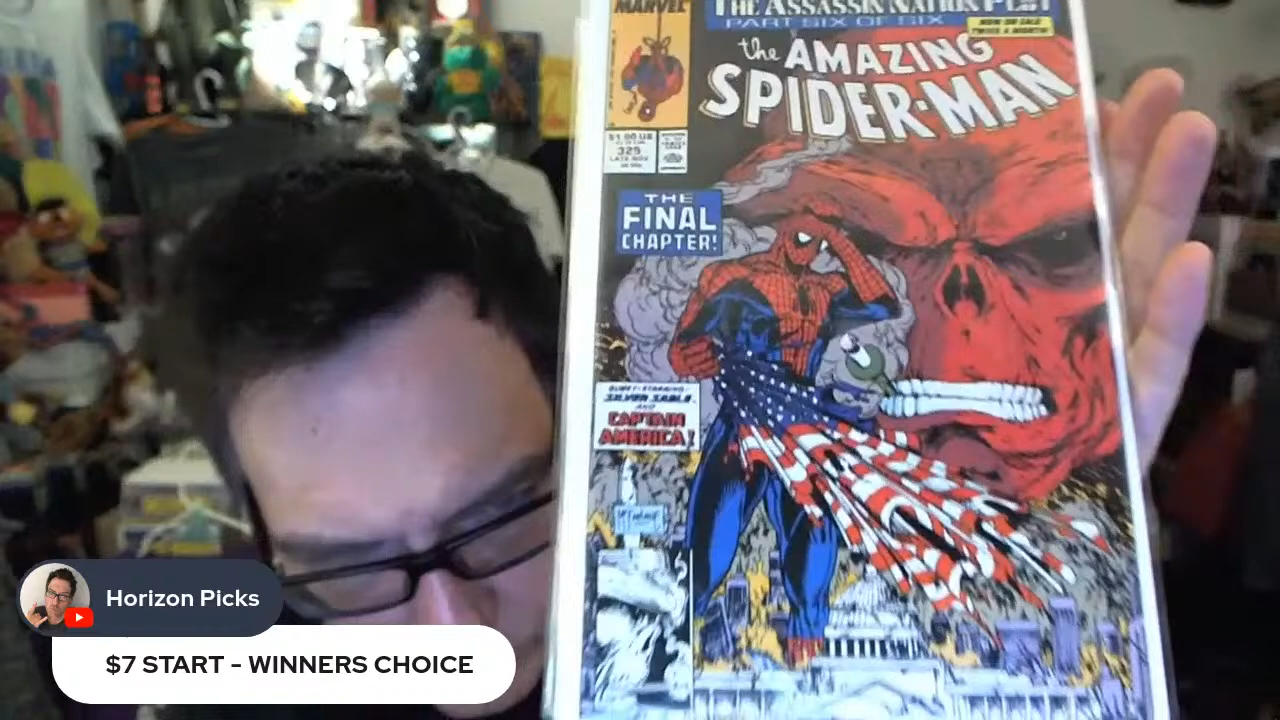 MARVEL
THE ASSASSIN NATION PLOT
PART SIX OF SIX
NOW ON SALE
TWICE A MONTH!
the AMAZING
SPIDER-MAN
$1.00 US
325
LATE NOV
THE
FINAL
CHAPTER!
GUEST-STARRING
SILVER SABLE
AND
CAPTAIN
AMERICA!
Horizon Picks
$7 START - WINNERS CHOICE